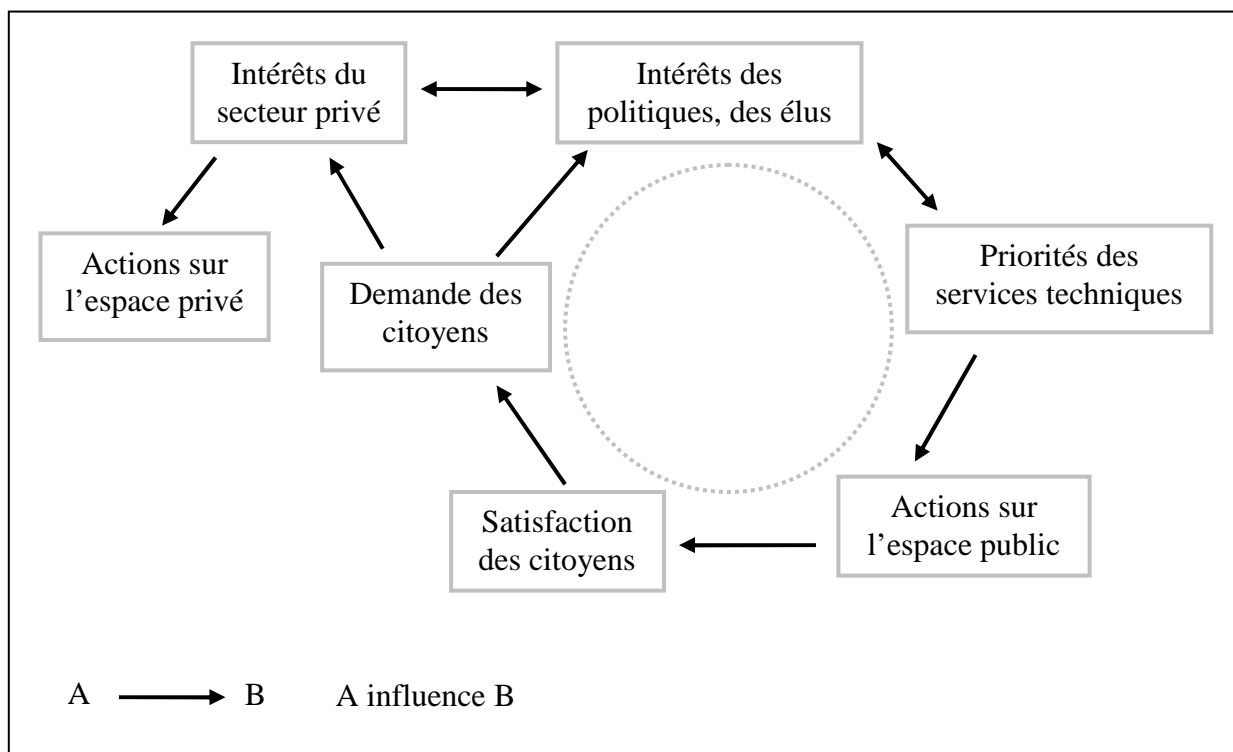 Intérêts du
secteur privé
Intérêts des
politiques, des élus
Actions sur
l’espace privé
Demande des
citoyens
Priorités des
services techniques
Satisfaction
des citoyens
Actions sur
l’espace public
A B A influence B